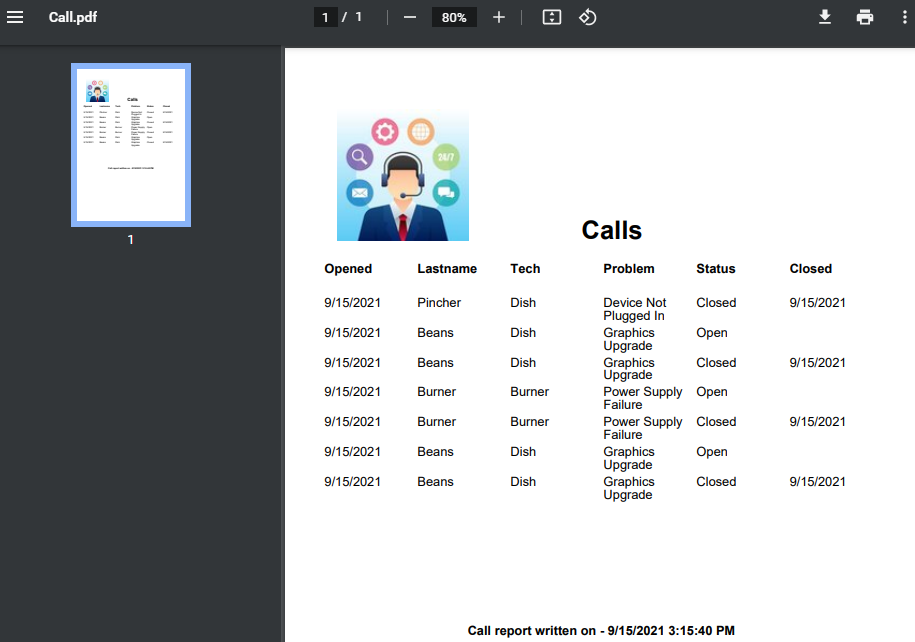 Call.pdf 1 / 1 80%
24/7
1
Calls
Opened Lastname Tech Problem Status Closed
9/15/2021 Pincher Dish Device Not Closed 9/15/2021
Plugged In
9/15/2021 Beans Dish Graphics Open
Upgrade
9/15/2021 Beans Dish Graphics Closed 9/15/2021
Upgrade
9/15/2021 Burner Burner Power Supply Open
Failure
9/15/2021 Burner Burner Power Supply Closed 9/15/2021
Failure
9/15/2021 Beans Dish Graphics Open
Upgrade
9/15/2021 Beans Dish Graphics Closed 9/15/2021
Upgrade
Call report written on - 9/15/2021 3:15:40 PM